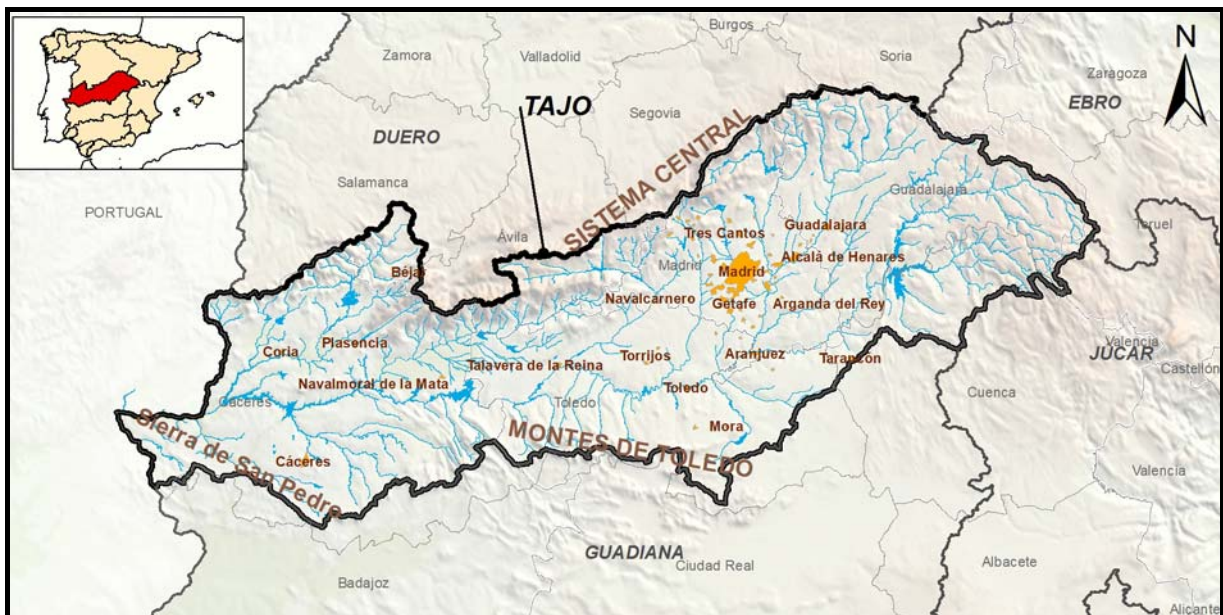 Burgos
N
Zamora
Valladolid
Soria
Zaragoza
TAJO
EBRO
Segovia
DUERO
SISTEMA CENTRAL
Salamanca
Guadalajara
PORTUGAL
Teruel
Ávila
Tres Cantos
Guadalajara
Alcalá de Henares
Madrid
Madrid
Béjar
Navalcarnero
Getafe
Arganda del Rey
Valencia
Coria
Plasencia
Torrijos
Aranjuez
Tarancón
JÚCAR
Talavera de la Reina
Castellón
Navalmoral de la Mata
Toledo
Cuenca
Cáceres
Toledo
Mora
Sierra de San Pedro
MONTES DE TOLEDO
Cáceres
Valencia
GUADIANA
Ciudad Real
Albacete
Badajoz
Alicante